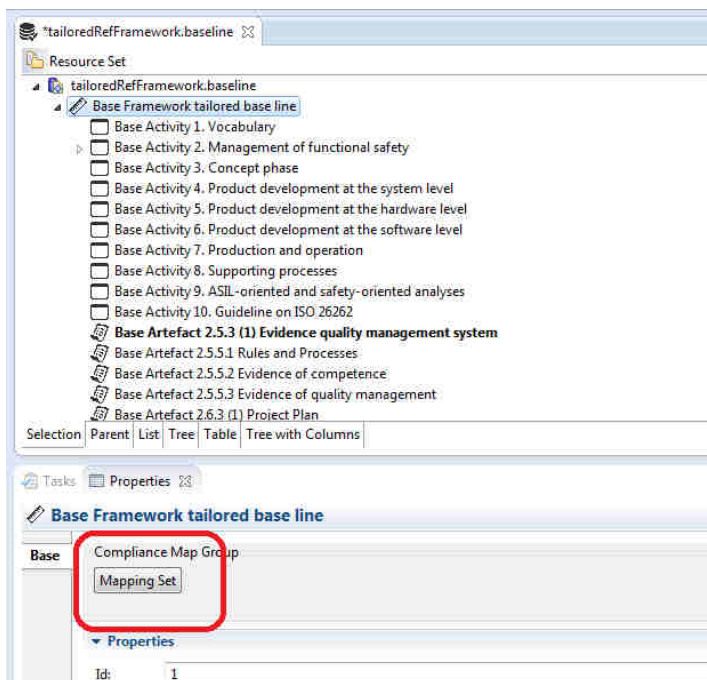 *tailoredRefFramework.baseline
Resource Set
tailoredRefFramework.baseline
Base Framework tailored base line
Base Activity 1. Vocabulary
Base Activity 2. Management of functional safety
Base Activity 3. Concept phase
Base Activity 4. Product development at the system level
Base Activity 5. Product development at the hardware level
Base Activity 6. Product development at the software level
Base Activity 7. Production and operation
Base Activity 8. Supporting processes
Base Activity 9. ASIL-oriented and safety-oriented analyses
Base Activity 10. Guideline on ISO 26262
Base Artefact 2.5.3 (1) Evidence quality management system
Base Artefact 2.5.5.1 Rules and Processes
Base Artefact 2.5.5.2 Evidence of competence
Base Artefact 2.5.5.3 Evidence of quality management
Base Artefact 2.6.3 (1) Project Plan
Selection Parent List Tree Table Tree with Columns
Tasks Properties
Base Framework tailored base line
Base
Compliance Map Group
Mapping Set
Properties
Id: 1